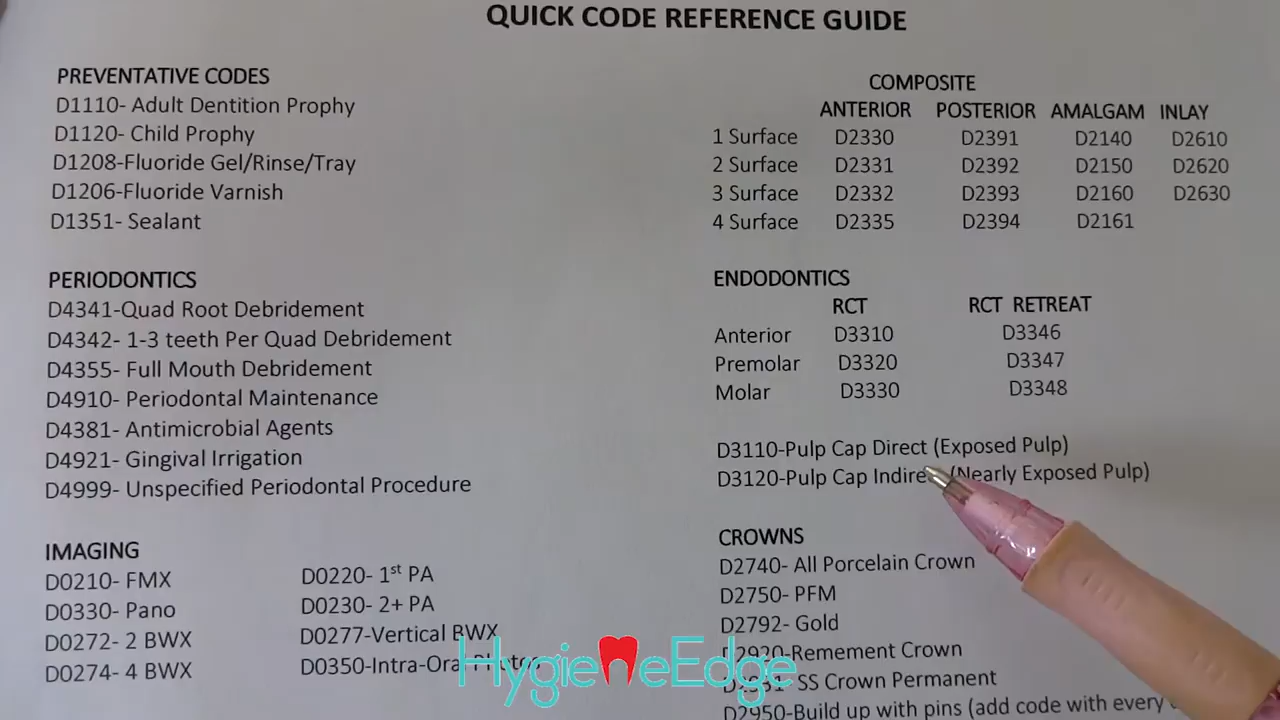 QUICK CODE REFERENCE GUIDE
PREVENTATIVE CODES
D1110- Adult Dentition Prophy
D1120- Child Prophy
D1208-Fluoride Gel/Rinse/Tray
D1206-Fluoride Varnish
D1351- Sealant
PERIODONTICS
D4341-Quad Root Debridement
D4342- 1-3 teeth Per Quad Debridement
D4355- Full Mouth Debridement
D4910- Periodontal Maintenance
D4381- Antimicrobial Agents
D4921- Gingival Irrigation
D4999- Unspecified Periodontal Procedure
IMAGING
D0210- FMX
D0330- Pano
D0272- 2 BWX
D0274- 4 BWX
D0220- 1st PA
D0230- 2+ PA
D0277-Vertical BWX
D0350-Intra-Oral
COMPOSITE
ANTERIOR POSTERIOR AMALGAM INLAY
1 Surface D2330 D2391 D2140 D2610
2 Surface D2331 D2392 D2150 D2620
3 Surface D2332 D2393 D2160 D2630
4 Surface D2335 D2394 D2161
ENDODONTICS
RCT RCT RETREAT
Anterior D3310 D3346
Premolar D3320 D3347
Molar D3330 D3348
D3110-Pulp Cap Direct (Exposed Pulp)
D3120-Pulp Cap (Nearly Exposed Pulp)
CROWNS
D2740- All Porcelain Crown
D2750- PFM
D2792- Gold
Remement Crown
SS Crown Permanent
D2950-Build up with pins (add code with every
HygieneEdge